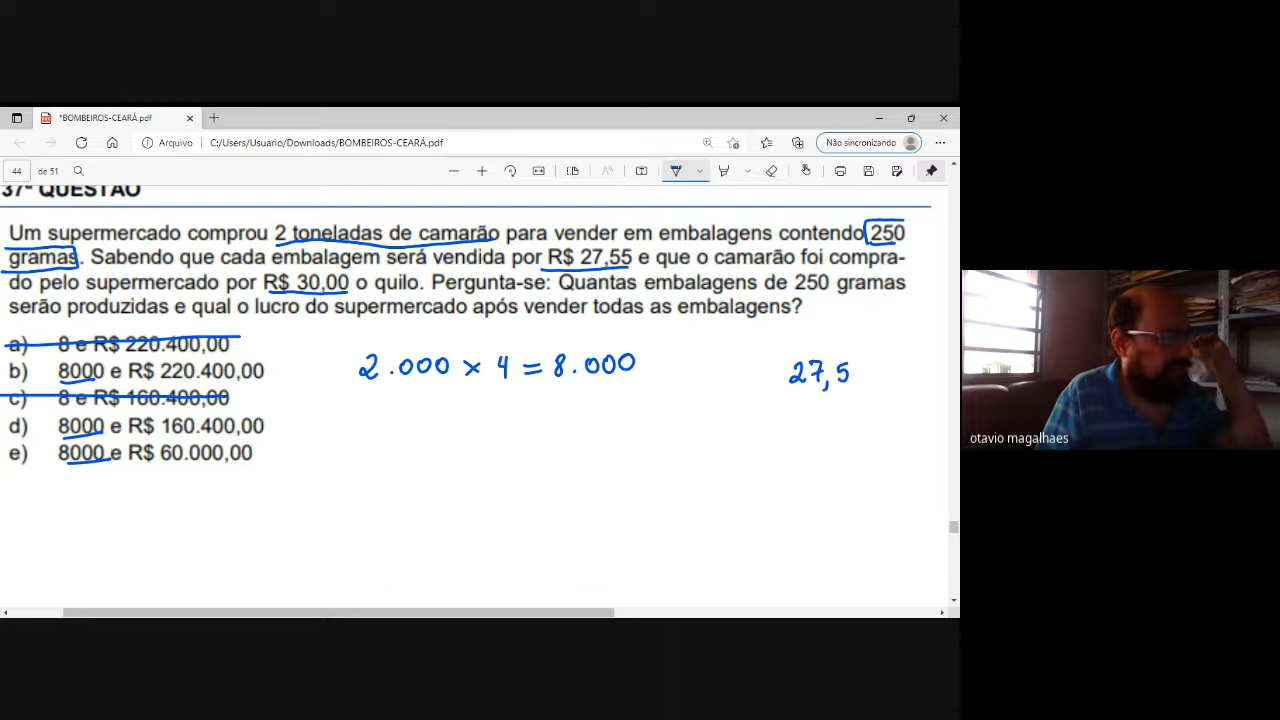 *BOMBEIROS-CEARÁ.pdf
Arquivo C:/Users/Usuario/Downloads/BOMBEIROS-CEARÁ.pdf
Não sincronizando
44 de 51
37ª QUESTÃO
Um supermercado comprou 2 toneladas de camarão para vender em embalagens contendo 250
gramas. Sabendo que cada embalagem será vendida por R$ 27,55 e que o camarão foi compra-
do pelo supermercado por R$ 30,00 o quilo. Pergunta-se: Quantas embalagens de 250 gramas
serão produzidas e qual o lucro do supermercado após vender todas as embalagens?
a) 8 e R$ 220.400,00
b) 8000 e R$ 220.400,00
2.000 × 4 = 8.000
27,5
c) 8 e R$ 160.400,00
d) 8000 e R$ 160.400,00
e) 8000 e R$ 60.000,00
otavio magalhaes